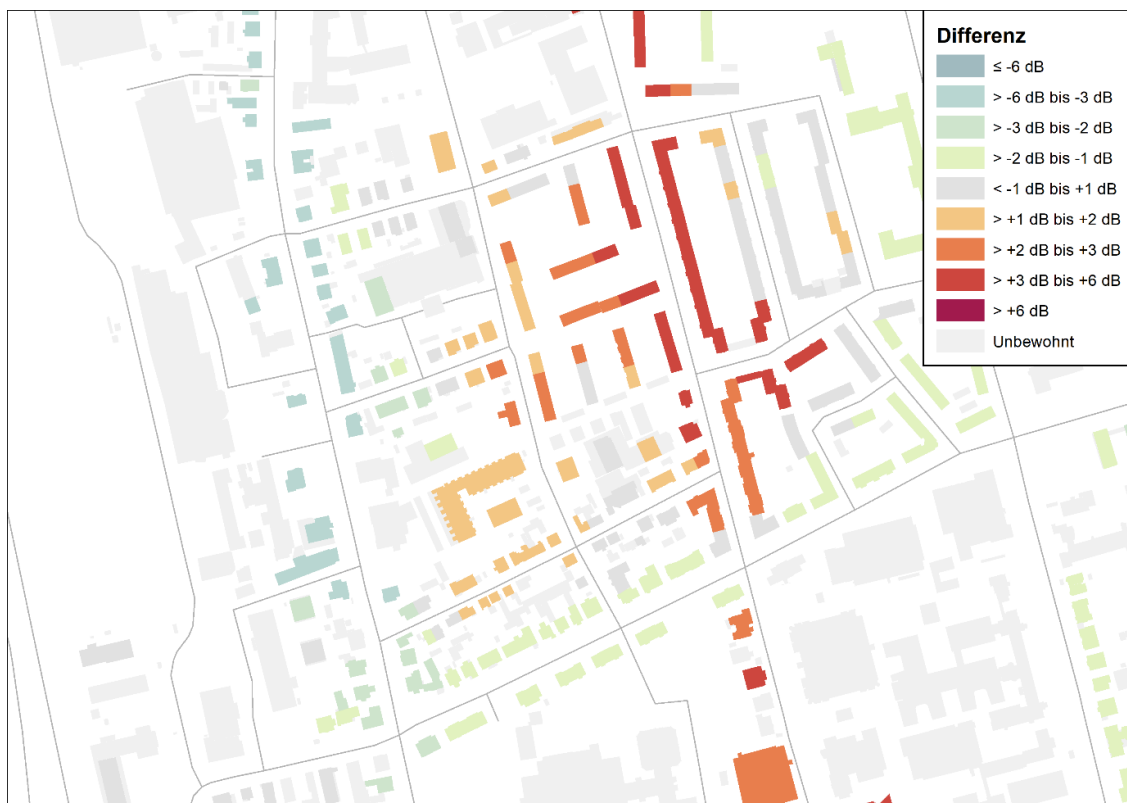 Differenz
≤ -6 dB
> -6 dB bis -3 dB
> -3 dB bis -2 dB
> -2 dB bis -1 dB
< -1 dB bis +1 dB
> +1 dB bis +2 dB
> +2 dB bis +3 dB
> +3 dB bis +6 dB
> +6 dB
Unbewohnt